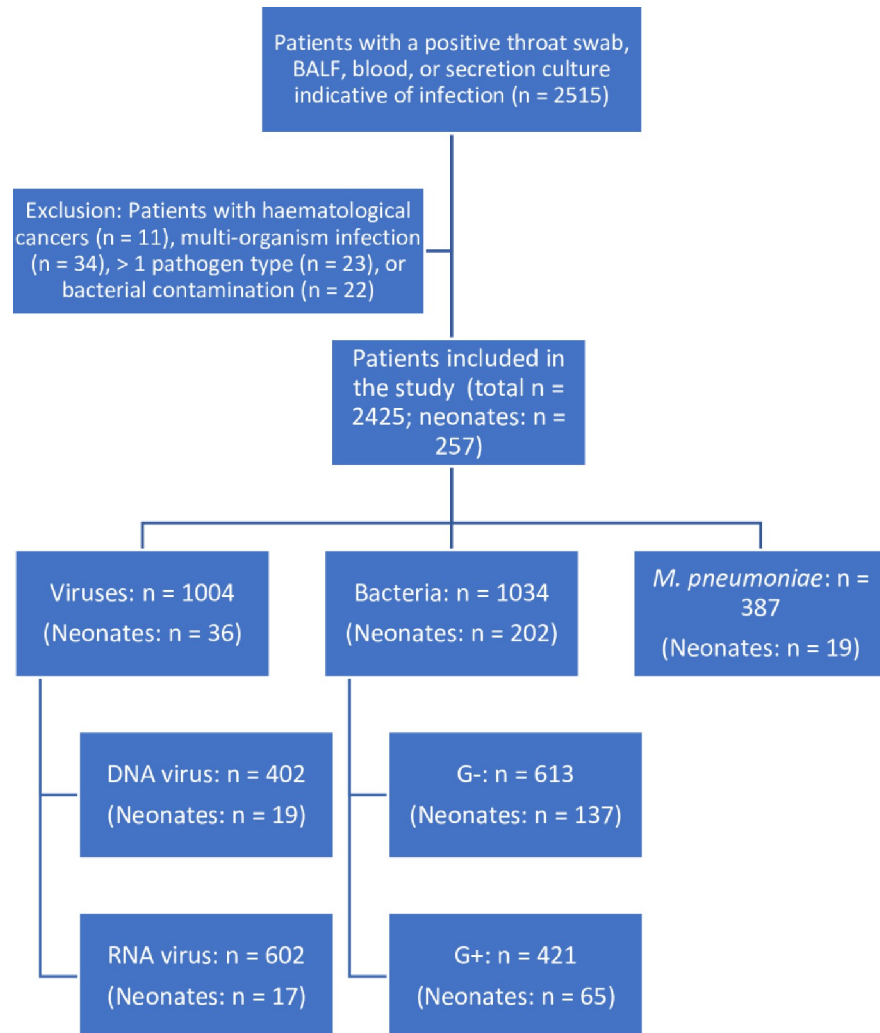 Patients with a positive throat swab,
BALF, blood, or secretion culture
indicative of infection (n = 2515)
Exclusion: Patients with haematological
cancers (n = 11), multi-organism infection
(n = 34), > 1 pathogen type (n = 23), or
bacterial contamination (n = 22)
Patients included in
the study (total n =
2425; neonates: n =
257)
Viruses: n = 1004
(Neonates: n = 36)
Bacteria: n = 1034
(Neonates: n = 202)
M. pneumoniae: n =
387
(Neonates: n = 19)
DNA virus: n = 402
(Neonates: n = 19)
G-: n = 613
(Neonates: n = 137)
RNA virus: n = 602
(Neonates: n = 17)
G+: n = 421
(Neonates: n = 65)